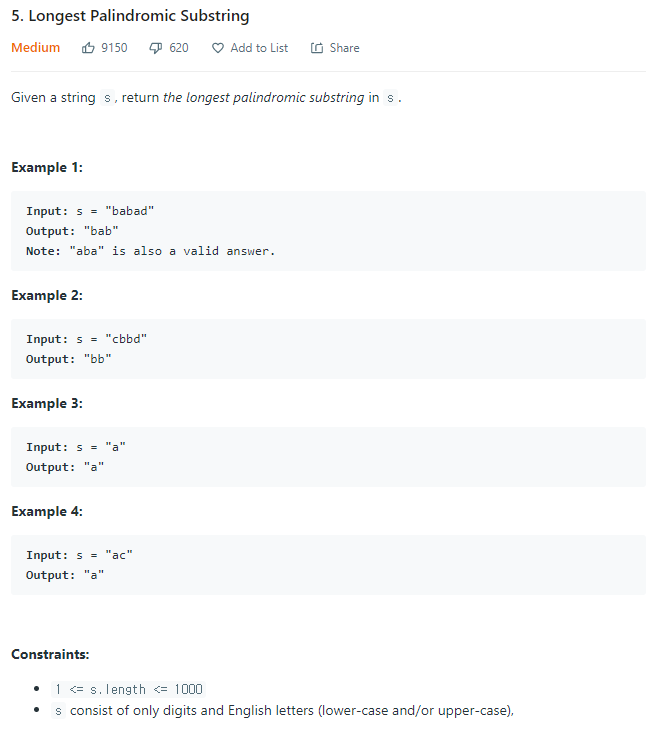 5. Longest Palindromic Substring
Medium 9150 620 Add to List Share
Given a string s, return the longest palindromic substring in s.
Example 1:
Input: s = "babad"
Output: "bab"
Note: "aba" is also a valid answer.
Example 2:
Input: s = "cbbd"
Output: "bb"
Example 3:
Input: s = "a"
Output: "a"
Example 4:
Input: s = "ac"
Output: "a"
Constraints:
• 1 <= s.length <= 1000
• s consist of only digits and English letters (lower-case and/or upper-case),